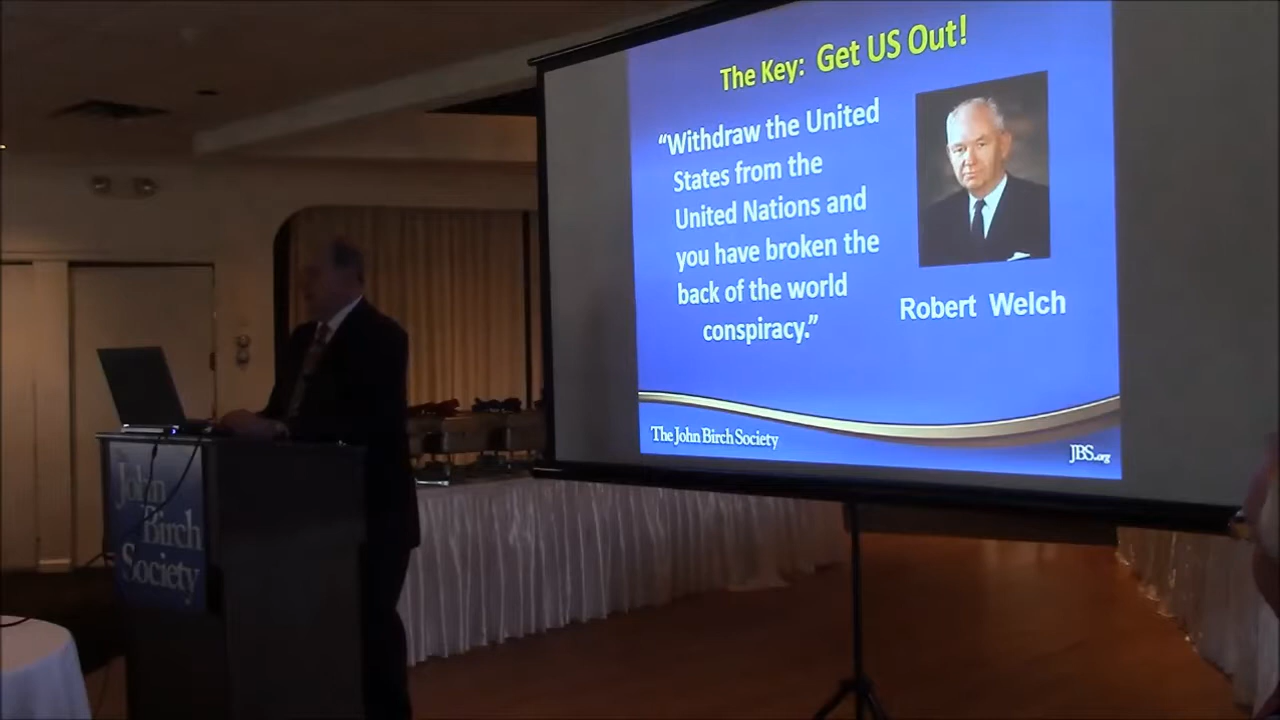 The Key: Get US Out!
“Withdraw the United
States from the
United Nations and
you have broken the
back of the world
conspiracy.”
Robert Welch
The John Birch Society
JBS.org
John
Birch
Society